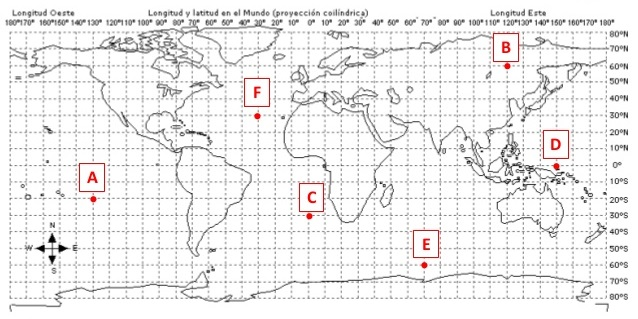 Longitud Oeste Longitud y latitud en el Mundo (proyección coilíndrica) Longitud Este
180° 170° 160° 150° 140° 130° 120° 110° 100° 90° 80° 70° 60° 50° 40° 30° 20° 10° 0° 10° 20° 30° 40° 50° 60° 70° 80° 90° 100° 110° 120° 130° 140° 150° 160° 170° 180°
80°N
B
70°N
60°N
50°N
F
40°N
30°N
20°N
D
10°N
0°
A
10°S
C
20°S
30°S
N
40°S
E
W E
50°S
S
60°S
70°S
80°S